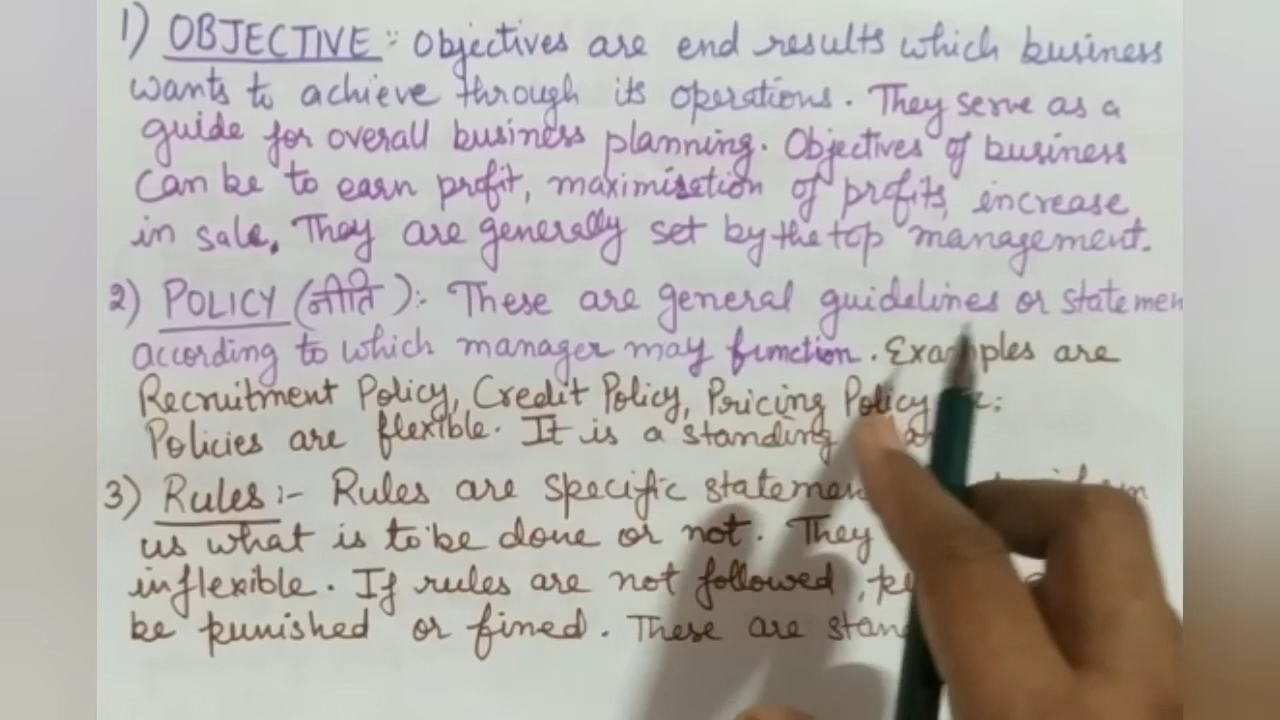 1) OBJECTIVE :- Objectives are end results which business
wants to achieve through its operations. They serve as a
guide for overall business planning. Objectives of business
can be to earn profit, maximisation of profits, increase
in sale. They are generally set by the top management.
2) POLICY (नीति) :- These are general guidelines or
according to which manager may function. Examples are
Recruitment Policy, Credit Policy, Pricing Policy
Policies are flexible. It is a standing
3) Rules :- Rules are specific
us what is to be done or not. They
inflexible. If rules are not followed,
be punished or fined. These are